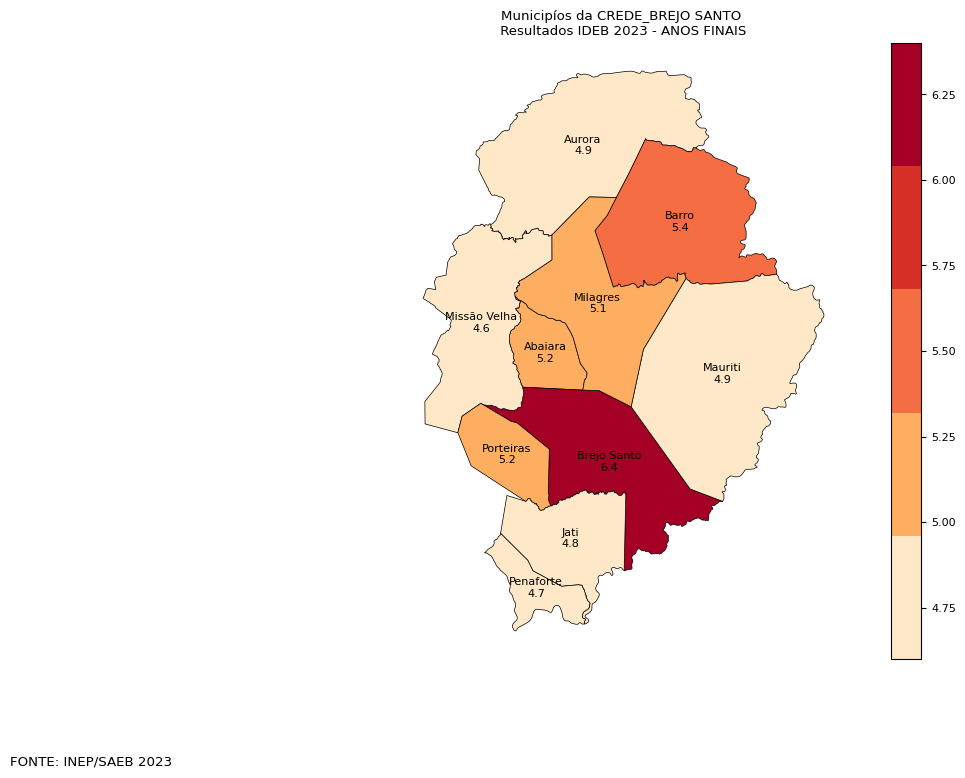 Municipíos da CREDE_BREJO SANTO
Resultados IDEB 2023 - ANOS FINAIS
Aurora
4.9
Barro
5.4
Milagres
5.1
Missão Velha
4.6
Abaiara
5.2
Mauriti
4.9
Porteiras
5.2
Brejo Santo
6.4
Jati
4.8
Penaforte
4.7
6.25
6.00
5.75
5.50
5.25
5.00
4.75
FONTE: INEP/SAEB 2023